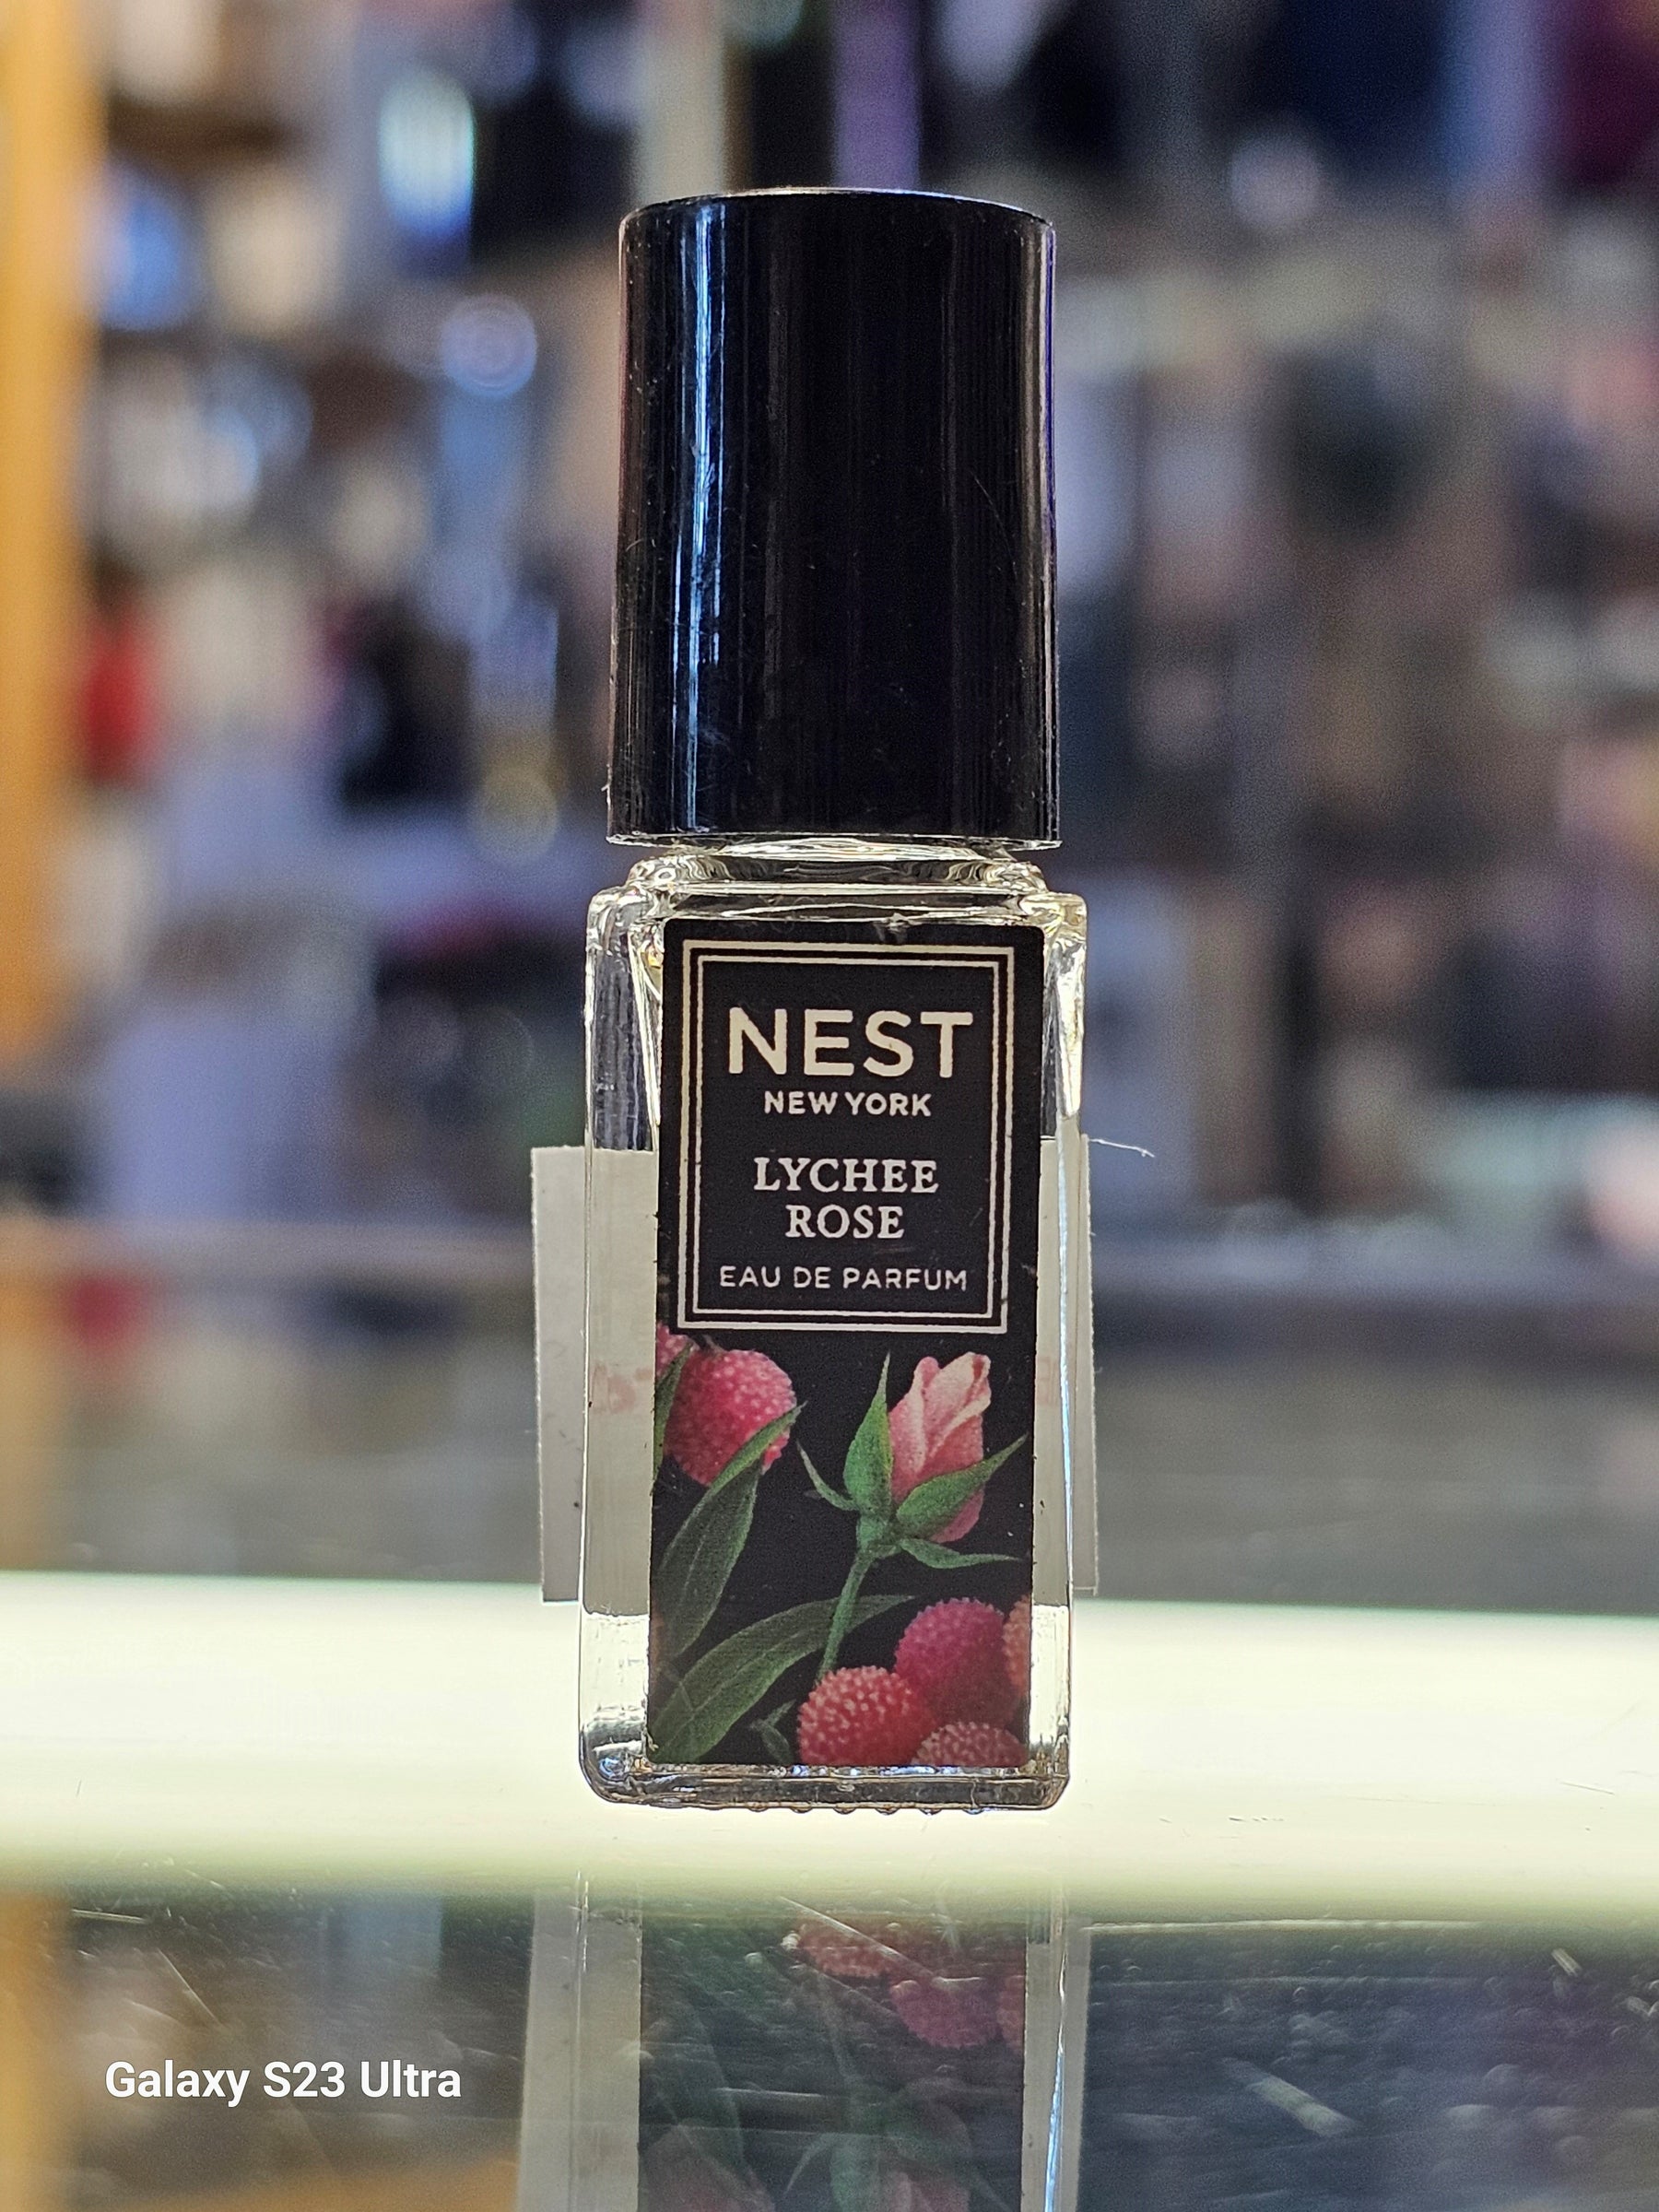 NEST
NEW YORK
LYCHEE
ROSE
EAU DE PARFUM
Galaxy S23 Ultra